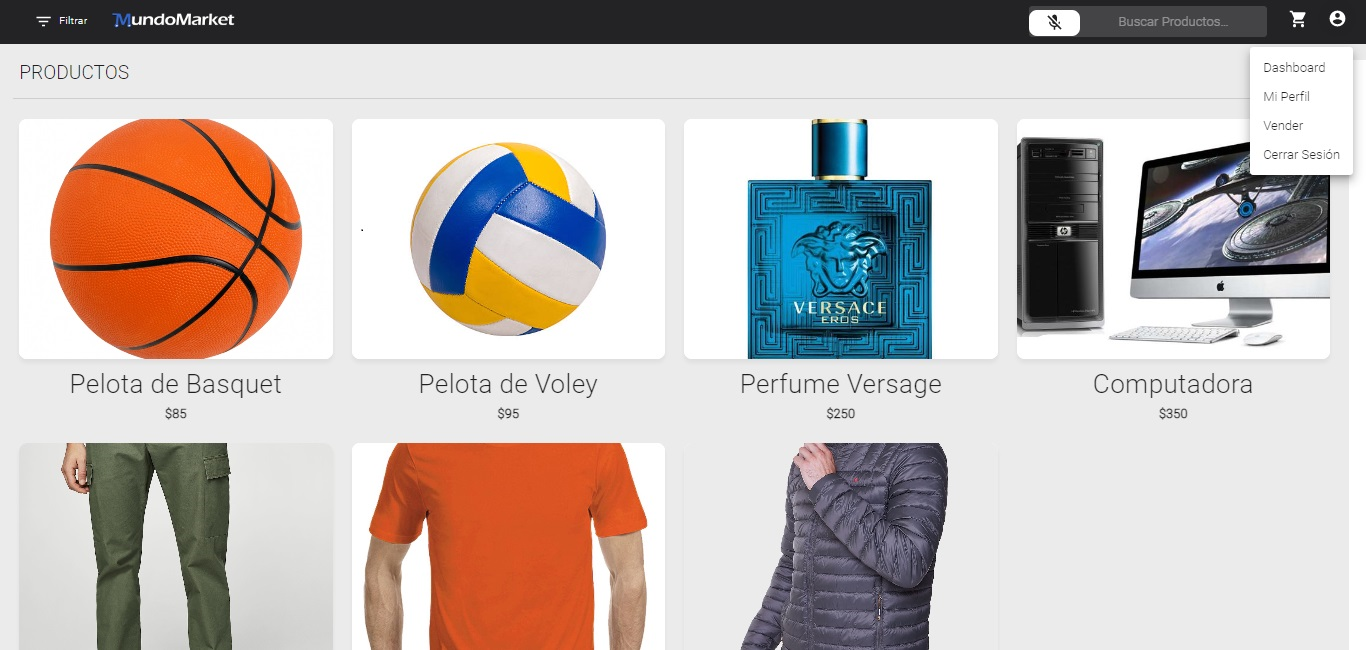 Filtrar
MundoMarket
Buscar Productos...
PRODUCTOS
Dashboard
Mi Perfil
Vender
Cerrar Sesión
VERSACE
EROS
hp
Pelota de Basquet
$85
Pelota de Voley
$95
Perfume Versage
$250
Computadora
$350